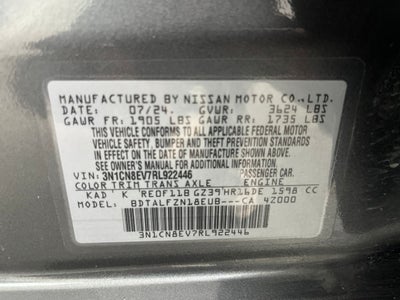 MANUFACTURED BY NISSAN MOTOR CO.,LTD.
DATE: 07/24. GVWR: 3624 LBS
GAWR FR: 1905 LBS GAWR RR: 1735 LBS
THIS VEHICLE CONFORMS TO ALL APPLICABLE FEDERAL MOTOR
VEHICLE SAFETY, BUMPER AND THEFT PREVENTION STANDARDS
IN EFFECT ON THE DATE OF MANUFACTURE SHOWN ABOVE.
SEE OWNER'S MANUAL FOR ADDITIONAL INFORMATION
VIN: 3N1CN8EV7RL922446 PASSENGER CAR.
COLOR TRIM TRANS AXLE ENGINE
KAD K RE0F11B GZ39 HR16DE 1598 CC
MODEL: BDTALFZN18EUB---CA 4Z000
3N1CN8EV7RL922446